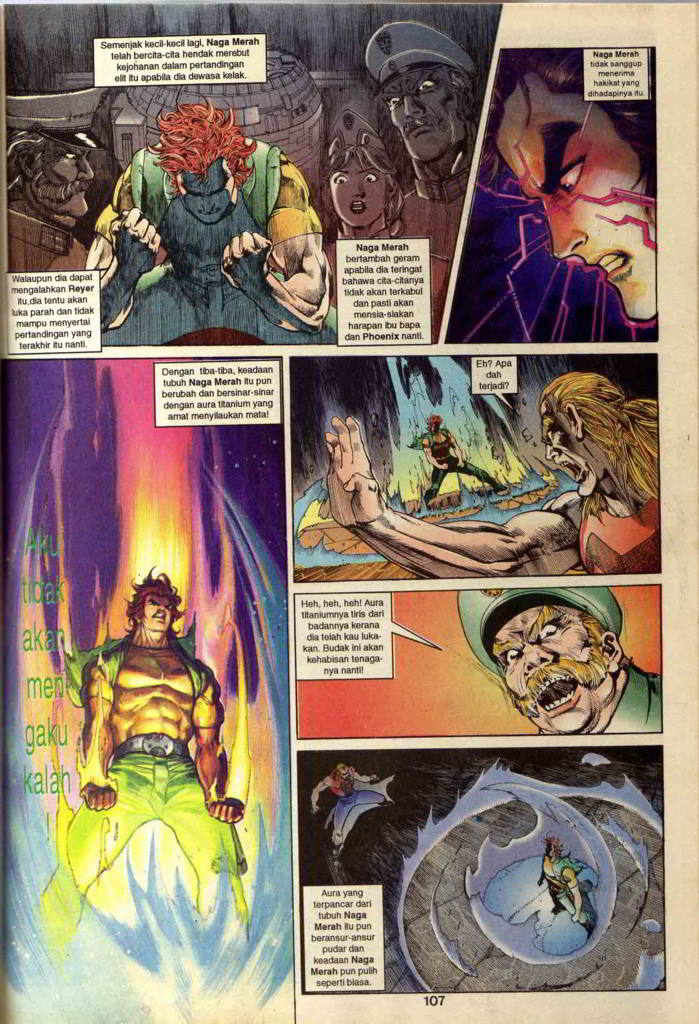 Semenjak kecil-kecil lagi, Naga Merah
telah bercita-cita hendak merebut
kejohanan dalam pertandingan
elit itu apabila dia dewasa kelak.
Walaupun dia dapat
mengalahkan Reyer
itu,dia tentu akan
luka parah dan tidak
mampu menyertai
pertandingan yang
terakhir itu nanti.
Naga Merah
bertambah geram
apabila dia teringat
bahawa cita-citanya
tidak akan terkabul
dan pasti akan
mensia-siakan
harapan ibu bapa
dan Phoenix nanti.
Naga Merah
tidak sanggup
menerima
hakikat yang
dihadapinya itu.
Dengan tiba-tiba, keadaan
tubuh Naga Merah itu pun
berubah dan bersinar-sinar
dengan aura titanium yang
amat menyilaukan mata!
Aku
tidak
akan
men
gaku
kalah
!
Eh? Apa
dah
terjadi?
Heh, heh, heh! Aura
titaniumnya tiris dari
badannya kerana
dia telah kau luka-
kan. Budak ini akan
kehabisan tenaga-
nya nanti!
Aura yang
terpancar dari
tubuh Naga
Merah itu pun
beransur-ansur
pudar dan
keadaan Naga
Merah pun pulih
seperti biasa.
107